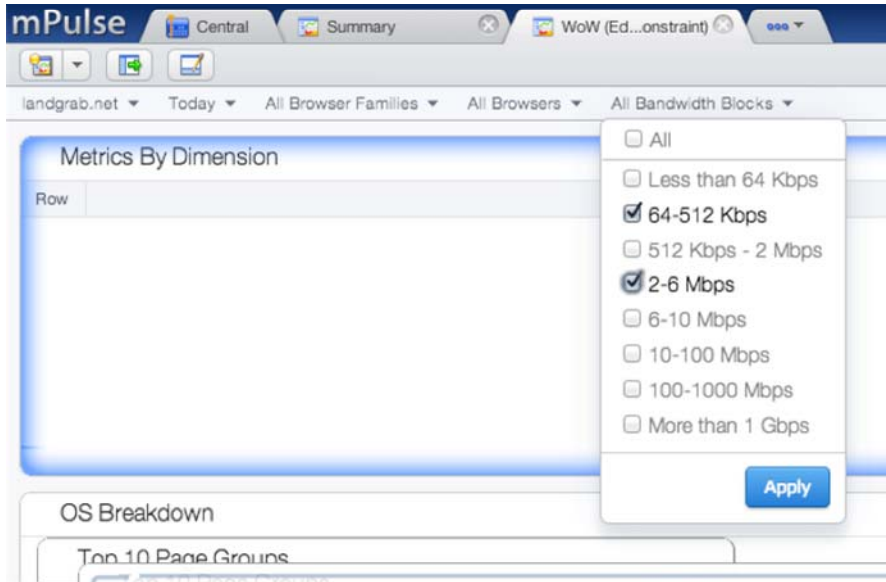 mPulse Central Summary WoW (Ed...onstraint)
landgrab.net Today All Browser Families All Browsers All Bandwidth Blocks
All
Metrics By Dimension
Less than 64 Kbps
Row
64-512 Kbps
512 Kbps - 2 Mbps
2-6 Mbps
6-10 Mbps
10-100 Mbps
100-1000 Mbps
More than 1 Gbps
Apply
OS Breakdown
Top 10 Page Groups